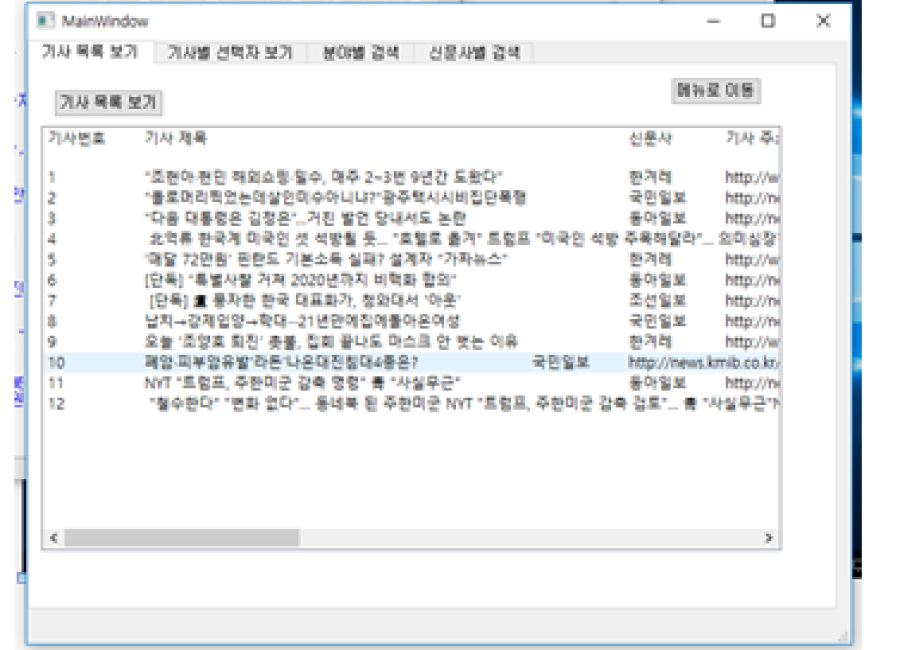 MainWindow
기사 목록 보기 기사별 선택자 보기 분야별 검색 신문사별 검색
메뉴로 이동
기사 목록 보기
기사번호 기사 제목 신문사 기사 주
1 "조현아·현민 해외쇼핑·밀수, 매주 2~3번 9년간 도왔다" 한겨레 http://w
2 "돌로머리찍었는데살인미수아니냐?"광주택시시비집단폭행 국민일보 http://ne
3 "다음 대통령은 김정은"...거친 발언 당내서도 논란 동아일보 http://ne
4 北억류 한국계 미국인 셋 석방될 듯... "호텔로 옮겨" 트럼프 "미국인 석방 주목해달라"... 의미심장
5 '매달 72만원' 핀란드 기본소득 실패? 설계자 "가짜뉴스" 한겨레 http://w
6 [단독] "특별사찰 거쳐 2020년까지 비핵화 합의" 동아일보 http://ne
7 [단독] 풍자한 한국 대표화가, 청와대서 '아웃' 조선일보 http://ne
8 납치→강제입양→학대…21년만에집에돌아온여성 국민일보 http://ne
9 오늘 '조양호 퇴진' 촛불, 집회 끝나도 마스크 안 벗는 이유 한겨레 http://w
10 폐암·피부암유발'라돈'나온대진침대4종은? 국민일보 http://news.kmib.co.kr/
11 NYT "트럼프, 주한미군 감축 명령" 靑 "사실무근" 동아일보 http://ne
12 "철수한다" "변화 없다"... 동네북 된 주한미군 NYT "트럼프, 주한미군 감축 검토"... 靑 "사실무근"